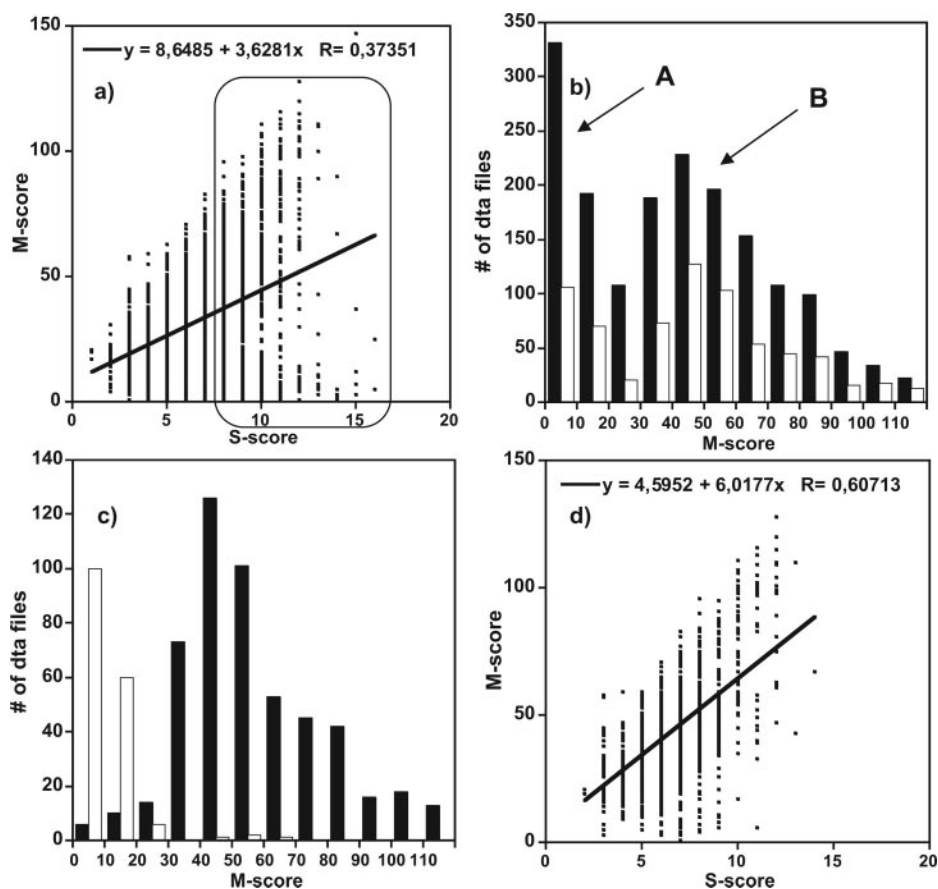 150
y = 8,6485 + 3,6281x R= 0,37351
a)
100
M-score
50
0
0 5 10 15 20
S-score
350
300
b)
A
B
250
200
# of dta files
150
100
50
0
0 10 20 30 40 50 60 70 80 90 100 110
M-score
140
120
c)
100
80
# of dta files
60
40
20
0
0 10 20 30 40 50 60 70 80 90 100 110
M-score
150
y = 4,5952 + 6,0177x R= 0,60713
d)
100
M-score
50
0
0 5 10 15 20
S-score